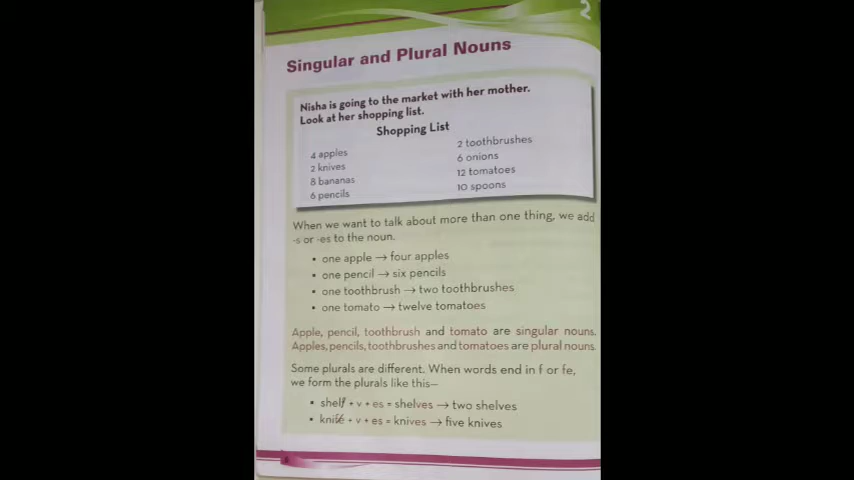 2
Singular and Plural Nouns
Nisha is going to the market with her mother.
Look at her shopping list.
Shopping List
4 apples
2 knives
8 bananas
6 pencils
2 toothbrushes
6 onions
12 tomatoes
10 spoons
When we want to talk about more than one thing, we add
-s or -es to the noun.
• one apple → four apples
• one pencil → six pencils
• one toothbrush → two toothbrushes
• one tomato → twelve tomatoes
Apple, pencil, toothbrush and tomato are singular nouns.
Apples, pencils, toothbrushes and tomatoes are plural nouns.
Some plurals are different. When words end in f or fe,
we form the plurals like this—
• shelf + v + es = shelves → two shelves
• knife + v + es = knives → five knives